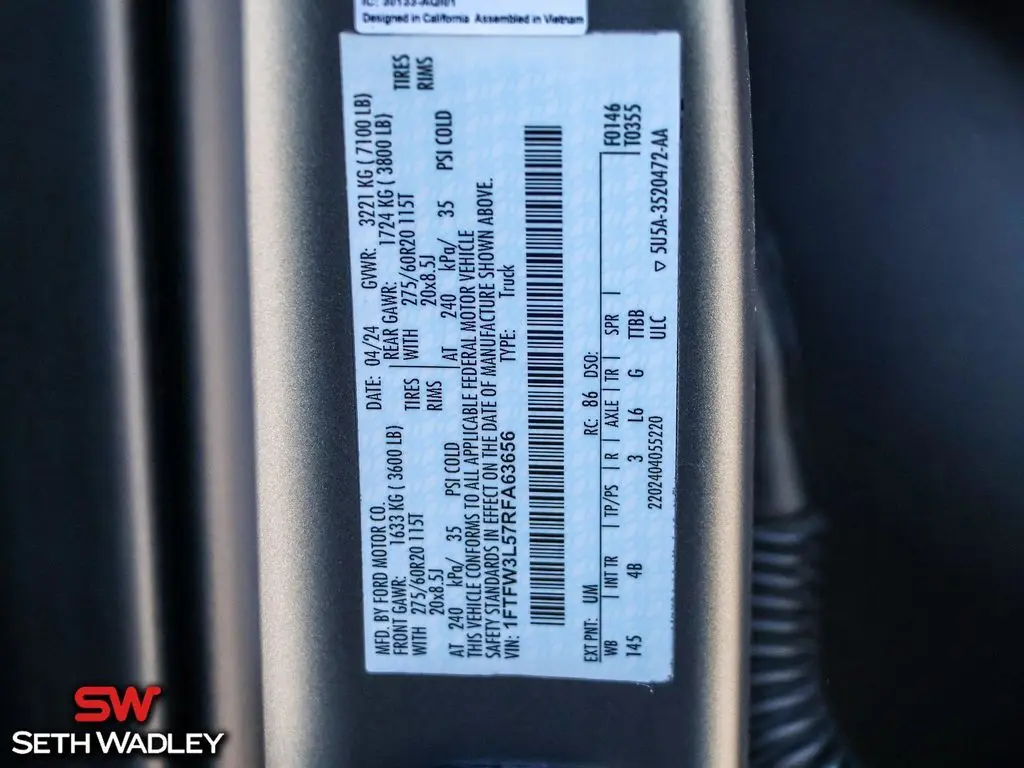 Designed in California Assembled in Vietnam
MFD. BY FORD MOTOR CO.
DATE: 04/24 GVWR: 3221 KG ( 7100 LB)
FRONT GAWR: 1633 KG ( 3600 LB)
REAR GAWR: 1724 KG ( 3800 LB)
WITH 275/60R20 115T TIRES
WITH 275/60R20 115T TIRES
20x8.5J RIMS
20x8.5J RIMS
AT 240 kPa/ 35 PSI COLD
AT 240 kPa/ 35 PSI COLD
THIS VEHICLE CONFORMS TO ALL APPLICABLE FEDERAL MOTOR VEHICLE
SAFETY STANDARDS IN EFFECT ON THE DATE OF MANUFACTURE SHOWN ABOVE.
VIN: 1FTFW3L57RFA63656 TYPE: Truck
EXT PNT: UM RC: 86 DSO: F0146
WB | INT TR | TP/PS | R | AXLE | TR | SPR | T0355
145 4B 3 L6 G TTBB
220240405520 ULC ▽ 5U5A-3520472-AA
SW
SETH WADLEY